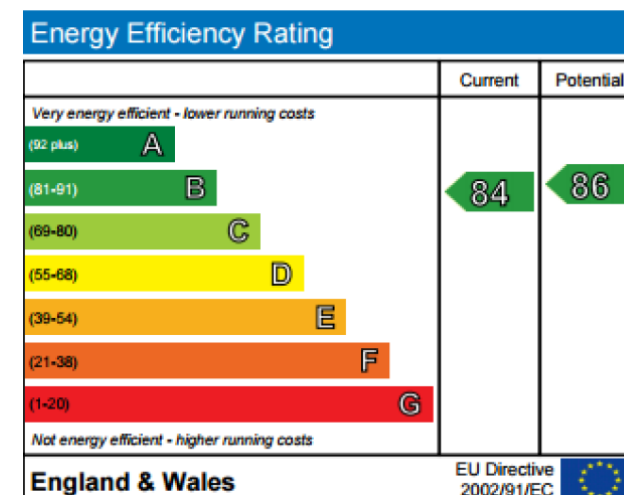 Energy Efficiency Rating
Current Potential
Very energy efficient - lower running costs
(92 plus) A
(81-91) B
84 86
(69-80) C
(55-68) D
(39-54) E
(21-38) F
(1-20) G
Not energy efficient - higher running costs
England & Wales
EU Directive
2002/91/EC